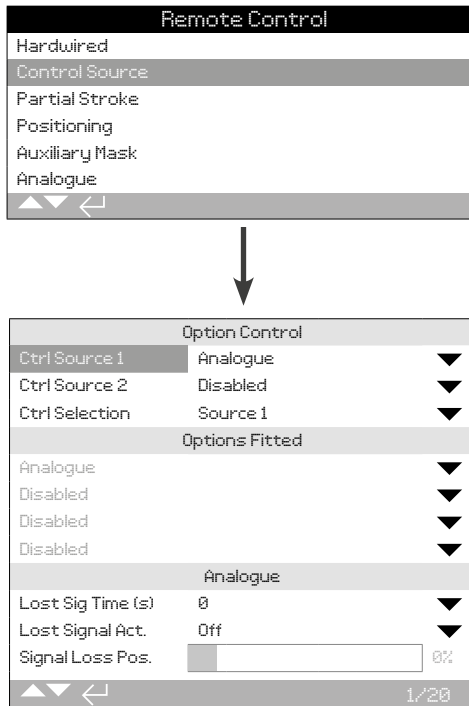 Remote Control
Hardwired
Control Source
Partial Stroke
Positioning
Auxiliary Mask
Analogue
Option Control
Ctrl Source 1 Analogue
Ctrl Source 2 Disabled
Ctrl Selection Source 1
Options Fitted
Analogue
Disabled
Disabled
Disabled
Analogue
Lost Sig Time (s) 0
Lost Signal Act. Off
Signal Loss Pos. 0%
1/20